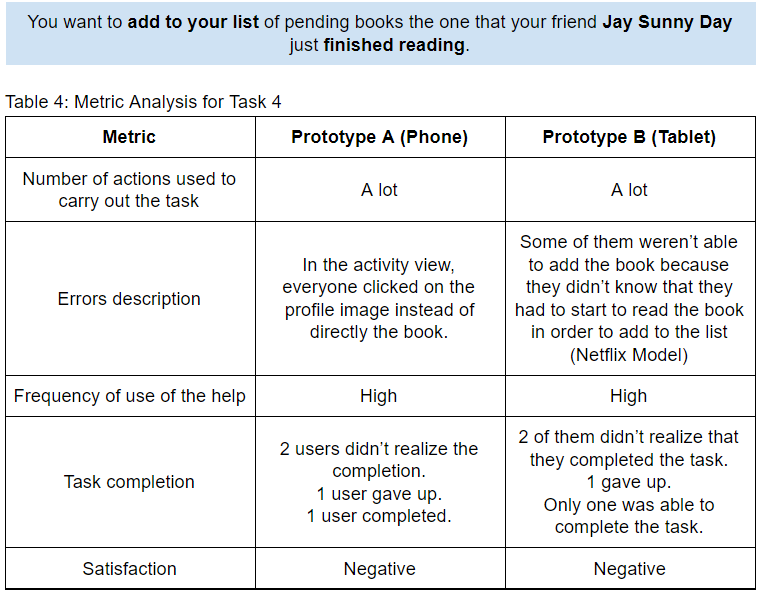 You want to add to your list of pending books the one that your friend Jay Sunny Day
just finished reading.
Table 4: Metric Analysis for Task 4
Metric
Prototype A (Phone)
Prototype B (Tablet)
Number of actions used to
carry out the task
A lot
A lot
Errors description
In the activity view,
everyone clicked on the
profile image instead of
directly the book.
Some of them weren’t able
to add the book because
they didn’t know that they
had to start to read the book
in order to add to the list
(Netflix Model)
Frequency of use of the help
High
High
Task completion
2 users didn’t realize the
completion.
1 user gave up.
1 user completed.
2 of them didn’t realize that
they completed the task.
1 gave up.
Only one was able to
complete the task.
Satisfaction
Negative
Negative